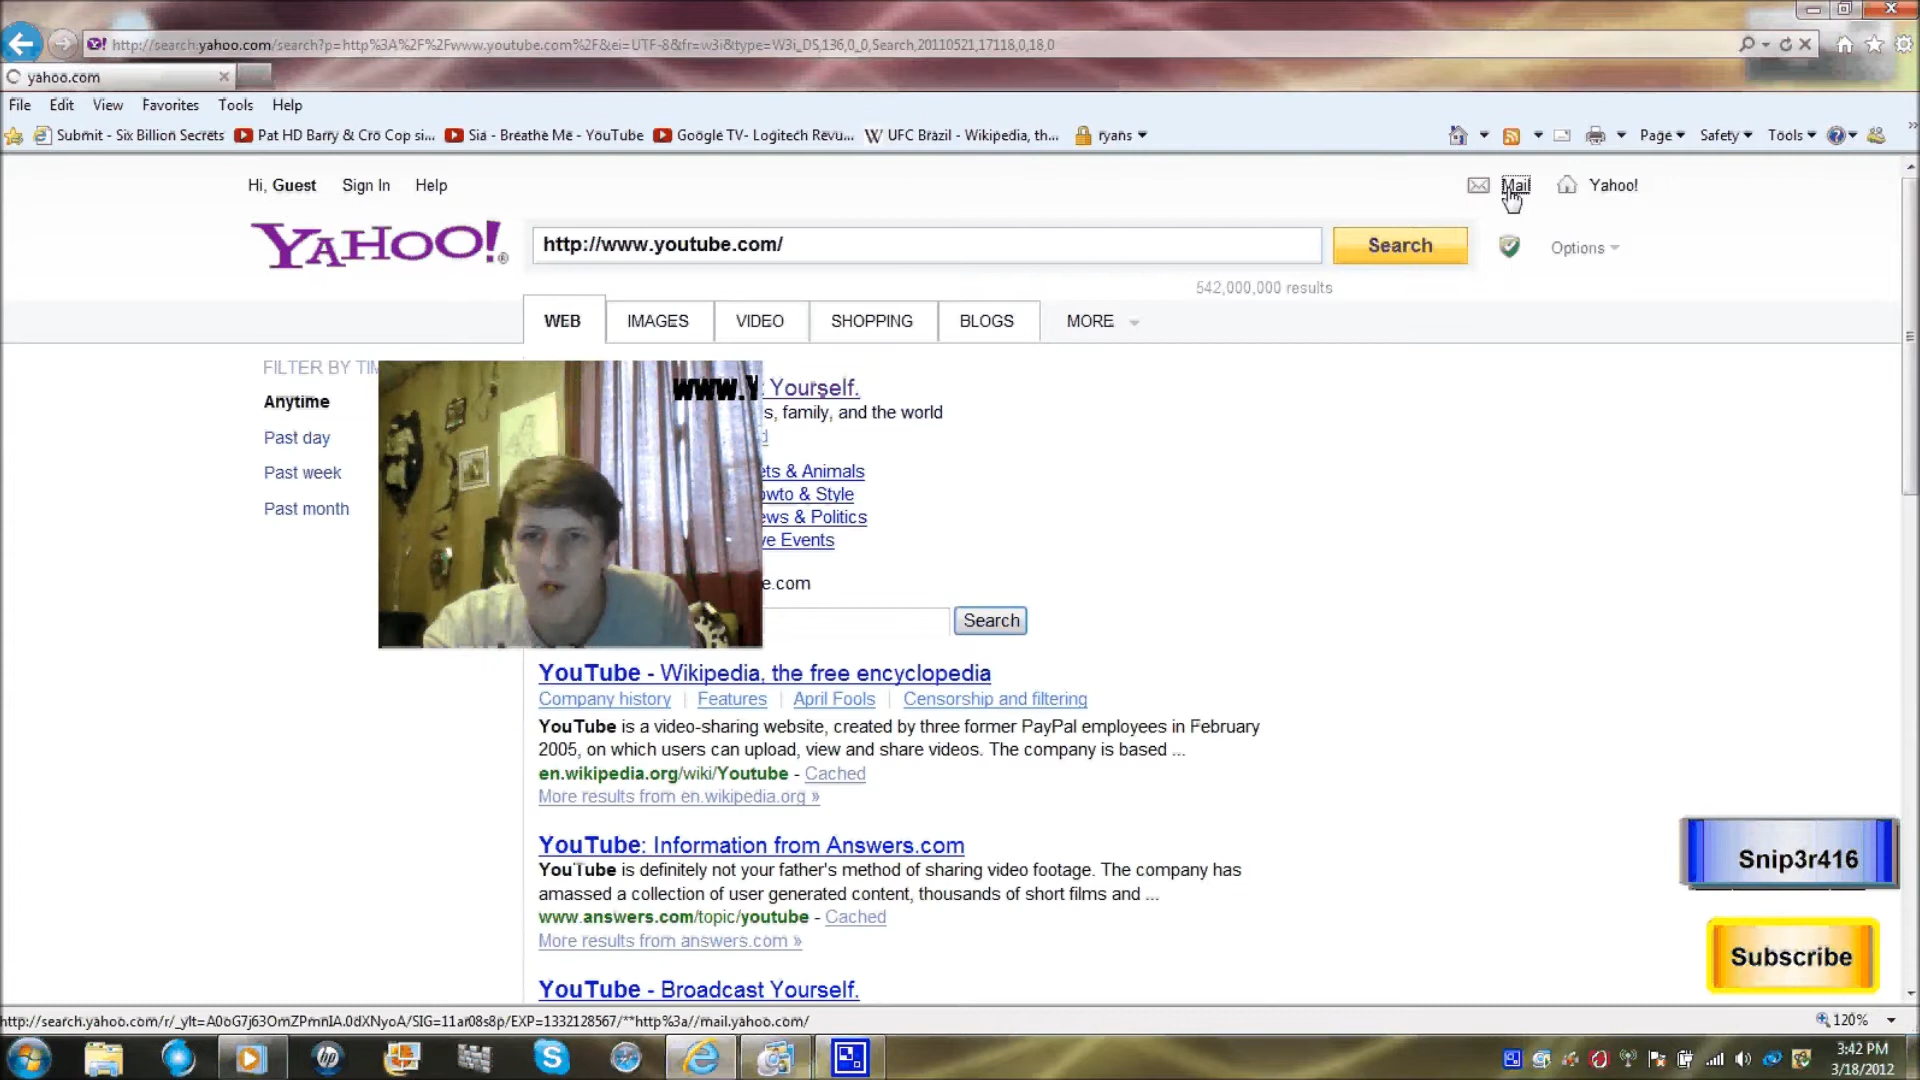 http://search.yahoo.com/search?p=http%3A%2F%2Fwww.youtube.com%2F&ei=UTF-8&fr=w3i&type=W3i_DS,136,0_0,Search,20110521,17118,0,18,0
yahoo.com
File Edit View Favorites Tools Help
Submit - Six Billion Secrets Pat HD Barry & Cro Cop si... Sia - Breathe Me - YouTube Google TV- Logitech Revu... W UFC Brazil - Wikipedia, th... ryans Page Safety Tools »
Hi, Guest Sign In Help Mail Yahoo!
YAHOO!® http://www.youtube.com/ Search Options
542,000,000 results
WEB IMAGES VIDEO SHOPPING BLOGS MORE
FILTER BY TIM
www.Y Yourself.
Anytime
s, family, and the world
Past day
d
Past week
ets & Animals
owto & Style
Past month
ews & Politics
ve Events
e.com
Search
YouTube - Wikipedia, the free encyclopedia
Company history | Features | April Fools | Censorship and filtering
YouTube is a video-sharing website, created by three former PayPal employees in February
2005, on which users can upload, view and share videos. The company is based ...
en.wikipedia.org/wiki/Youtube - Cached
More results from en.wikipedia.org »
YouTube: Information from Answers.com
YouTube is definitely not your father's method of sharing video footage. The company has
amassed a collection of user generated content, thousands of short films and ...
www.answers.com/topic/youtube - Cached
More results from answers.com »
YouTube - Broadcast Yourself.
Snip3r416
Subscribe
120%
3:42 PM
3/18/2012